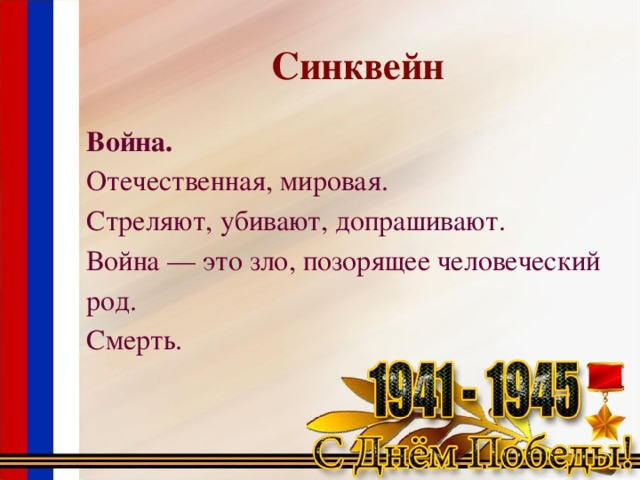 Синквейн
Война.
Отечественная, мировая.
Стреляют, убивают, допрашивают.
Война — это зло, позорящее человеческий
род.
Смерть.
1941 - 1945
С Днём Победы!